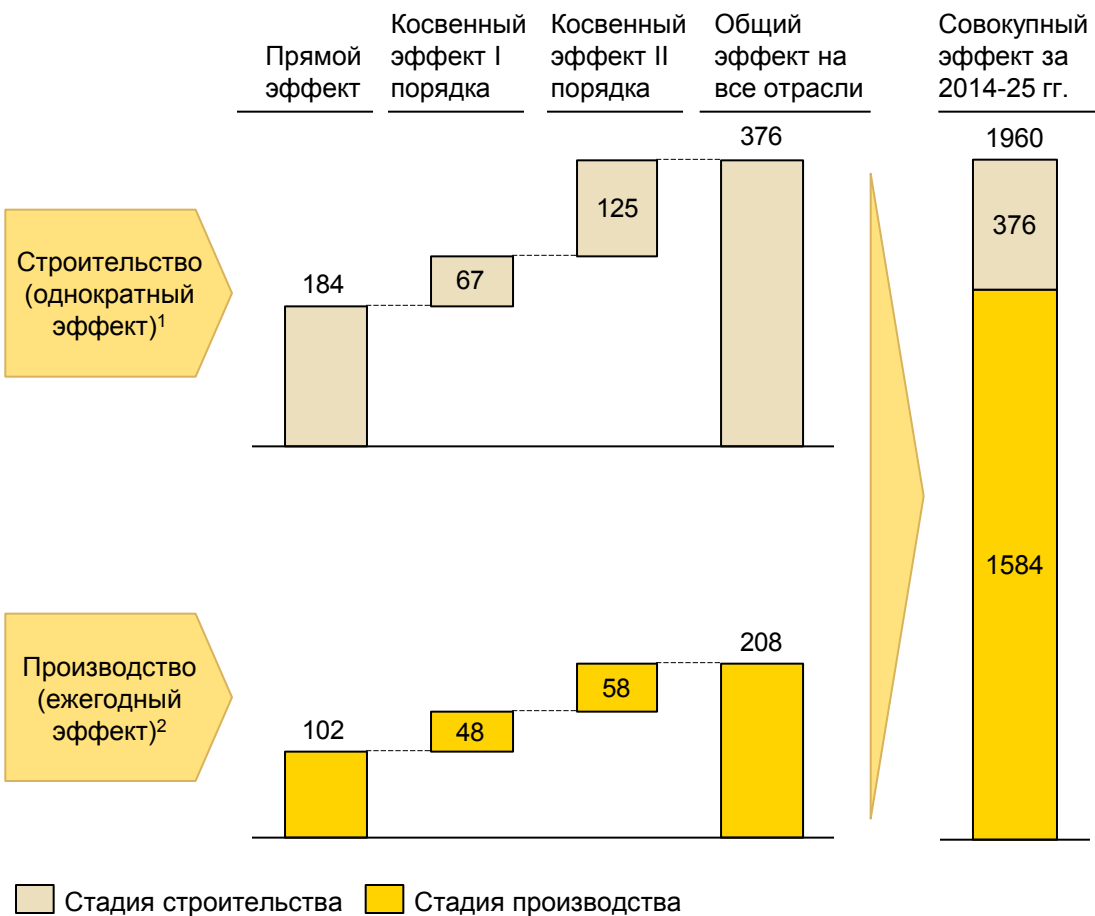 Прямой
эффект
Косвенный
эффект I
порядка
Косвенный
эффект II
порядка
Общий
эффект на
все отрасли
Совокупный
эффект за
2014-25 гг.
Строительство
(однократный
эффект)1
184
67
125
376
1960
376
1584
Производство
(ежегодный
эффект)2
102
48
58
208
Стадия строительства
Стадия производства